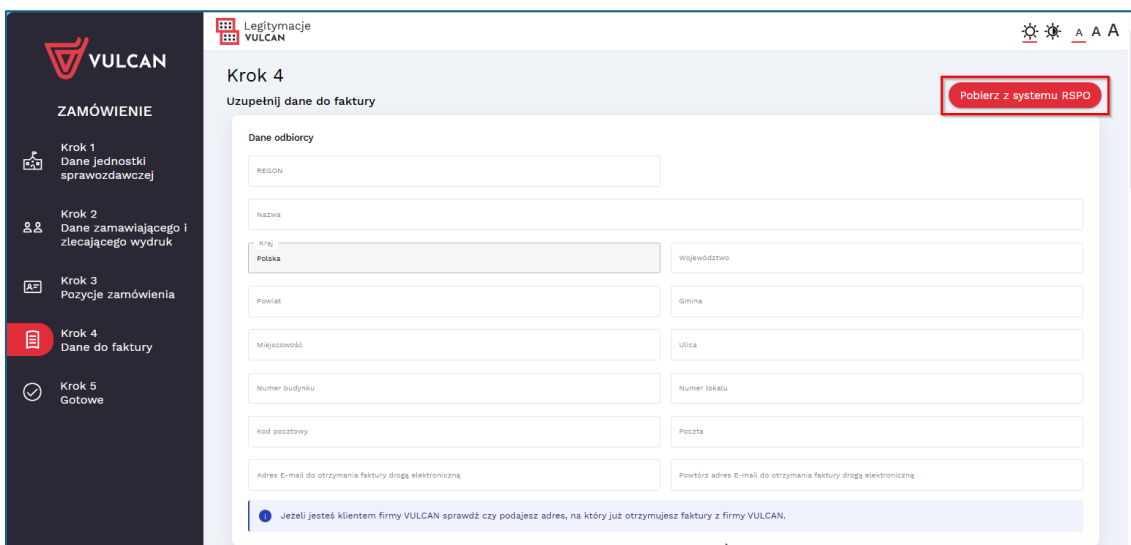 VULCAN
ZAMÓWIENIE
Krok 1
Dane jednostki
sprawozdawczej
Krok 2
Dane zamawiającego i
zlecającego wydruk
Krok 3
Pozycje zamówienia
Krok 4
Dane do faktury
Krok 5
Gotowe
Legitymacje
VULCAN
A A A
Krok 4
Uzupełnij dane do faktury
Pobierz z systemu RSPO
Dane odbiorcy
REGON
Nazwa
Kraj
Polska
Województwo
Powiat
Gmina
Miejscowość
Ulica
Numer budynku
Numer lokalu
Kod pocztowy
Poczta
Adres E-mail do otrzymania faktury drogą elektroniczną
Powtórz adres E-mail do otrzymania faktury drogą elektroniczną
Jeżeli jesteś klientem firmy VULCAN sprawdź czy podajesz adres, na który już otrzymujesz faktury z firmy VULCAN.